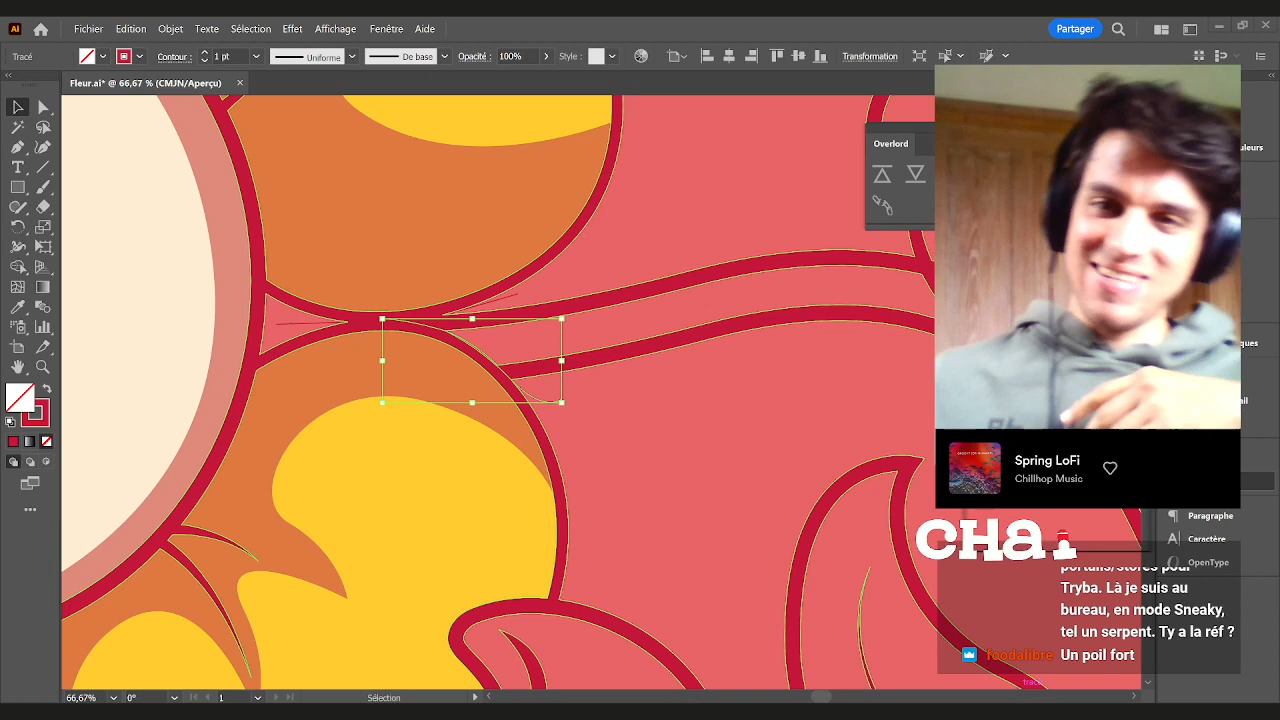 Ai
Fichier Edition Objet Texte Sélection Effet Affichage Fenêtre Aide
Partager
Tracé
Contour : 1 pt
Uniforme
De base
Opacité : 100%
Style :
Transformation
Fleur.ai* @ 66,67 % (CMJN/Aperçu) ×
Overlord
Spring LoFi
Chillhop Music
CHAT
portails/stores pour
Tryba. Là je suis au
bureau, en mode Sneaky,
tel un serpent. Ty a la réf ?
foodalibre Un poil fort
Paragraphe
Caractère
OpenType
66,67% 0° 1 Sélection